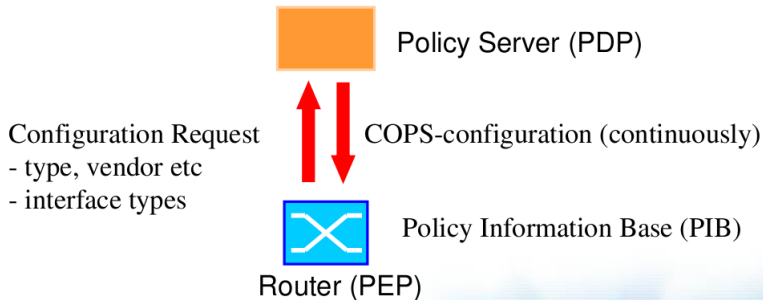 Policy Server (PDP)
Configuration Request
- type, vendor etc
- interface types
COPS-configuration (continuously)
Policy Information Base (PIB)
Router (PEP)